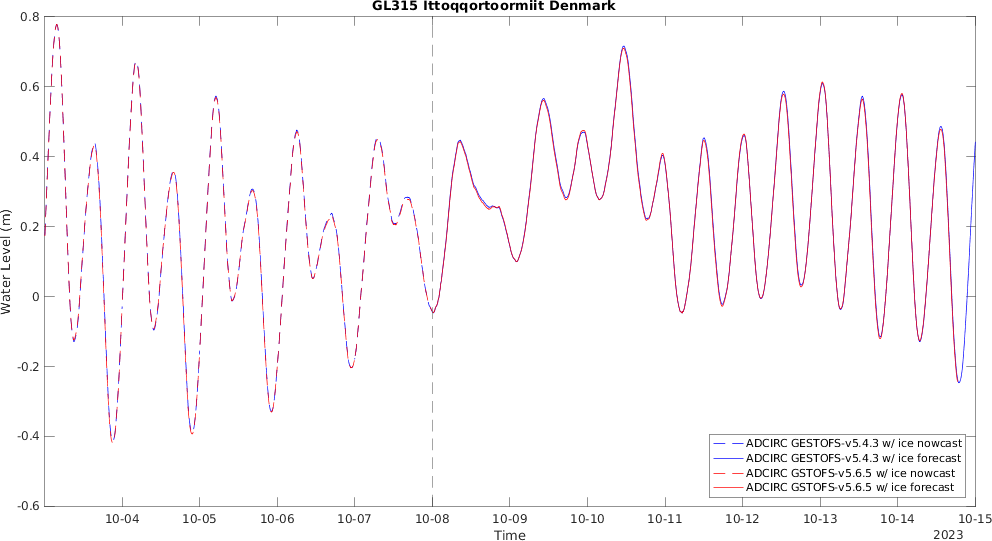 GL315 Ittoqqortoormiit Denmark
0.8
0.6
0.4
0.2
0
-0.2
-0.4
-0.6
Water Level (m)
ADCIRC GESTOFS-v5.4.3 w/ ice nowcast
ADCIRC GESTOFS-v5.4.3 w/ ice forecast
ADCIRC GSTOFS-v5.6.5 w/ ice nowcast
ADCIRC GSTOFS-v5.6.5 w/ ice forecast
10-04 10-05 10-06 10-07 10-08 10-09 10-10 10-11 10-12 10-13 10-14 10-15
Time
2023